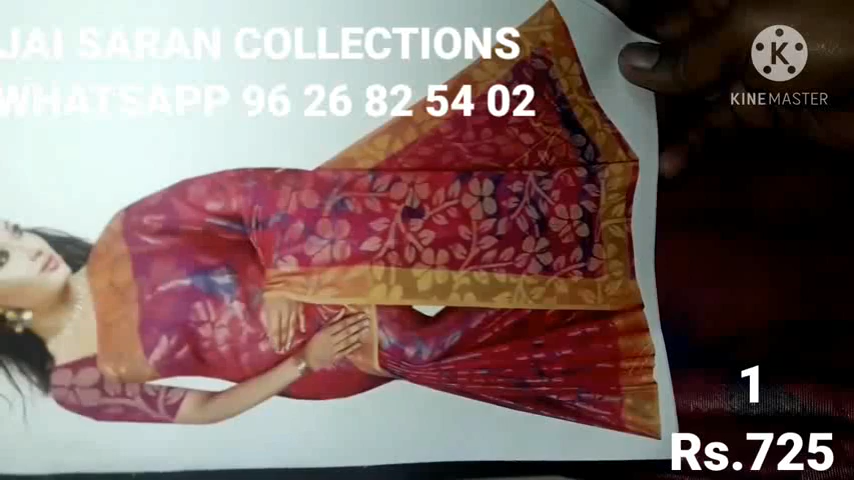 JAI SARAN COLLECTIONS
WHATSAPP 96 26 82 54 02
KINEMASTER
1
Rs.725